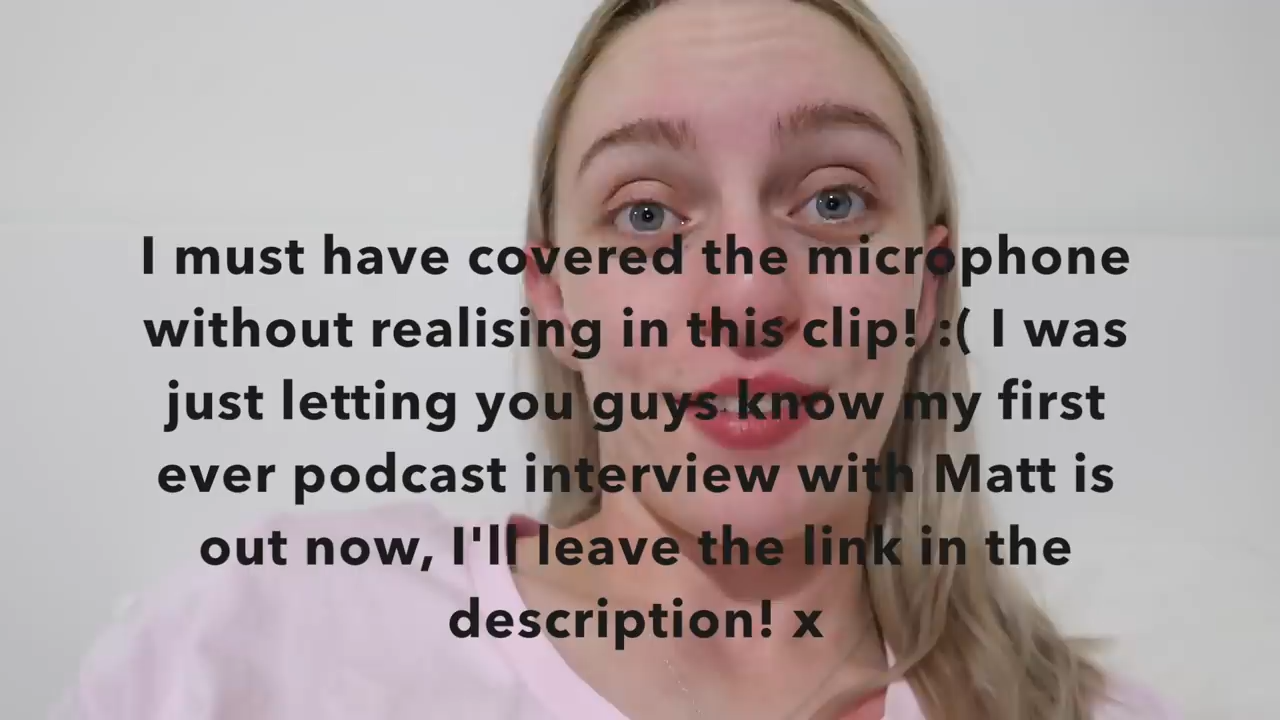 I must have covered the microphone
without realising in this clip! :( I was
just letting you guys know my first
ever podcast interview with Matt is
out now, I'll leave the link in the
description! x